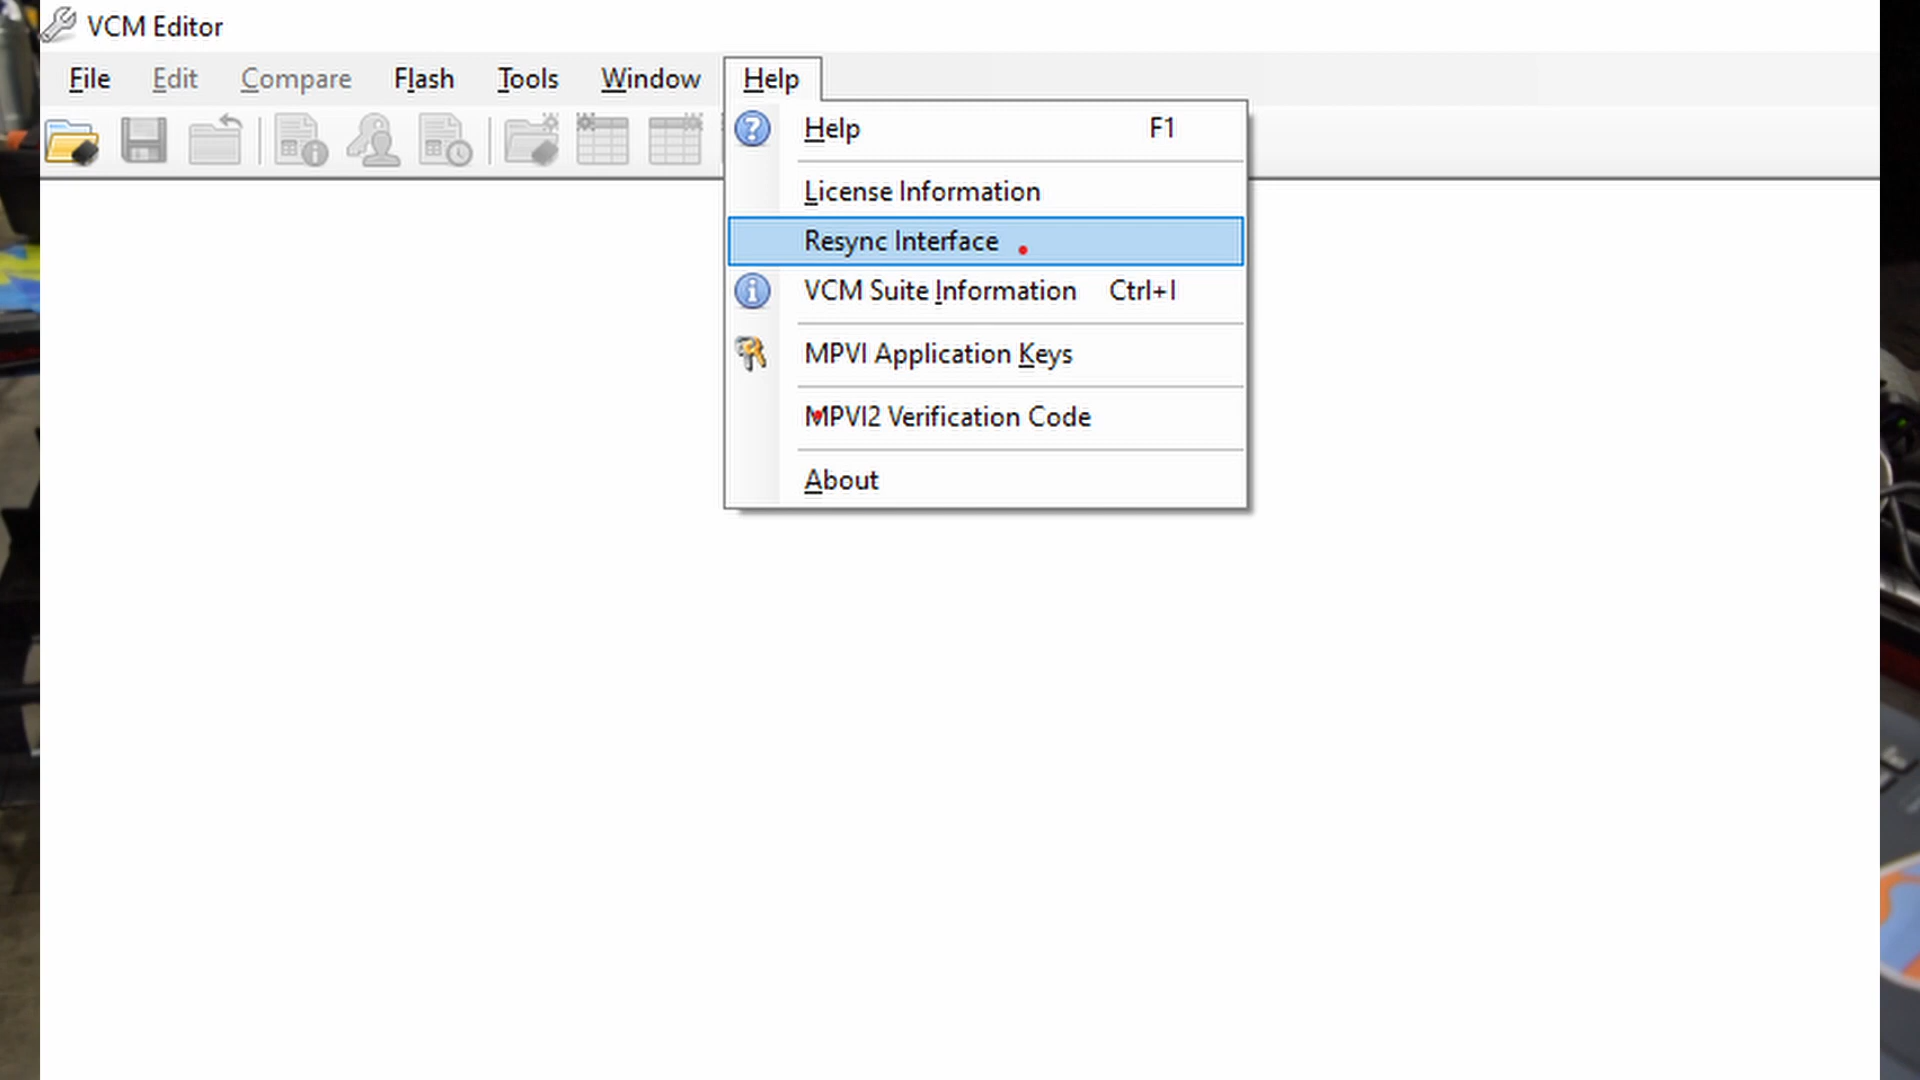 VCM Editor
File Edit Compare Flash Tools Window Help
Help F1
License Information
Resync Interface
VCM Suite Information Ctrl+I
MPVI Application Keys
MPVI2 Verification Code
About